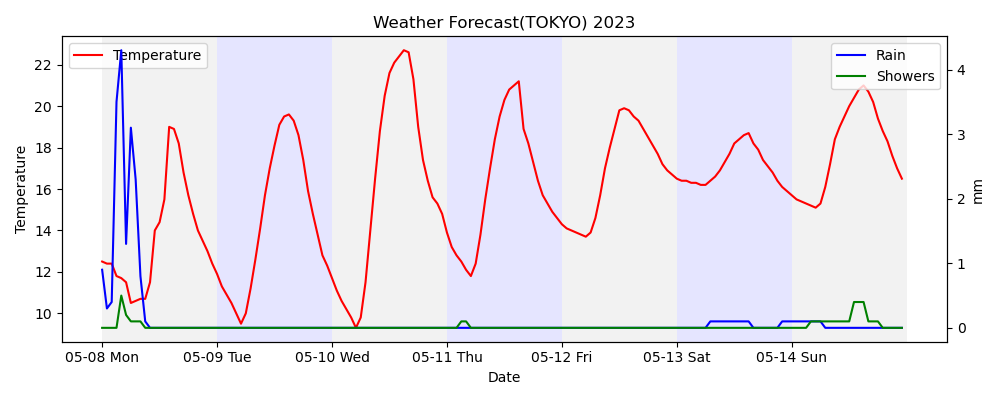 Weather Forecast(TOKYO) 2023
Temperature
Rain
Showers
22
20
18
16
14
12
10
Temperature
4
3
2
1
0
mm
05-08 Mon
05-09 Tue
05-10 Wed
05-11 Thu
05-12 Fri
05-13 Sat
05-14 Sun
Date